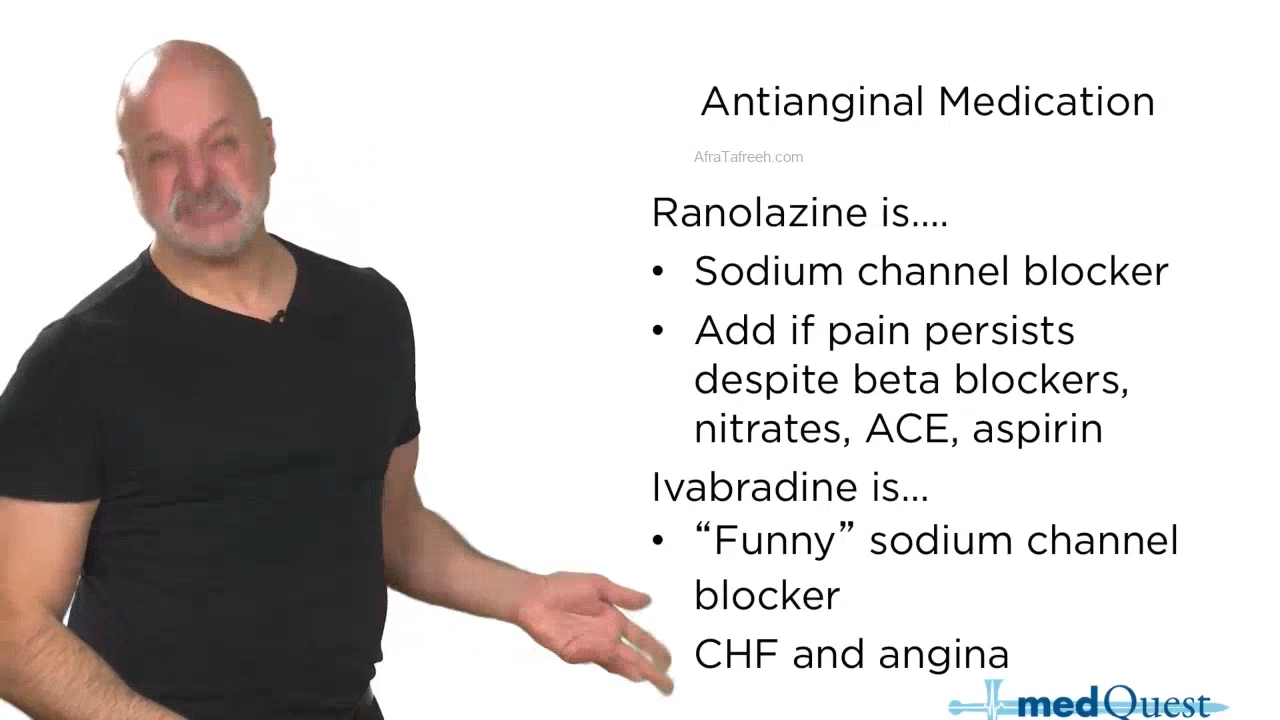 Antianginal Medication
AfraTafreeh.com
Ranolazine is....
• Sodium channel blocker
• Add if pain persists
despite beta blockers,
nitrates, ACE, aspirin
Ivabradine is...
• “Funny” sodium channel
blocker
CHF and angina
medQuest